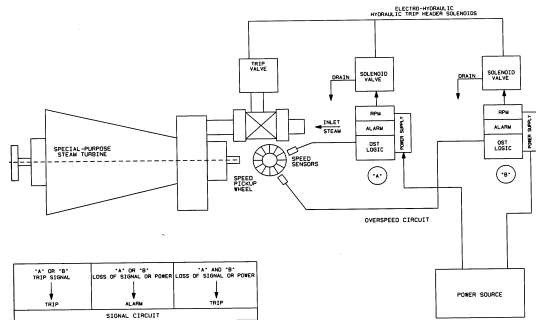 ELECTRO-HYDRAULIC
HYDRAULIC TRIP HEADER SOLENOIDS
TRIP
VALVE
DRAIN
SOLENOID
VALVE
DRAIN
SOLENOID
VALVE
RPM
ALARM
OST
LOGIC
POWER SUPPLY
"A"
RPM
ALARM
OST
LOGIC
POWER SUPPLY
"B"
INLET
STEAM
SPECIAL-PURPOSE
STEAM TURBINE
SPEED
SENSORS
SPEED
PICKUP
WHEEL
OVERSPEED CIRCUIT
POWER SOURCE
"A" OR "B"
TRIP SIGNAL
TRIP
"A" OR "B"
LOSS OF SIGNAL OR POWER
ALARM
"A" AND "B"
LOSS OF SIGNAL OR POWER
TRIP
SIGNAL CIRCUIT